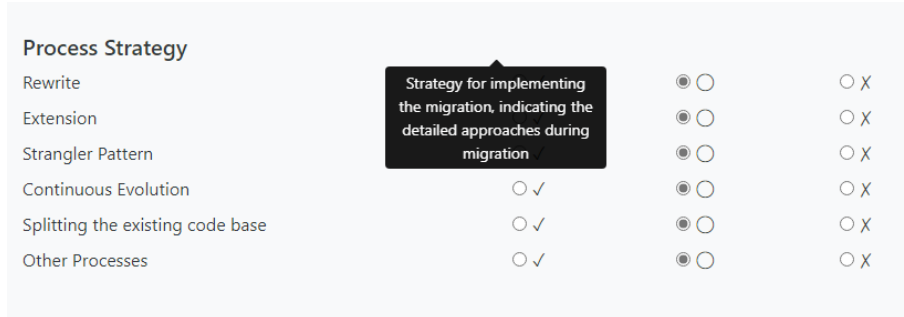 Process Strategy
Strategy for implementing
the migration, indicating the
detailed approaches during
migration
Rewrite ◯ ✗
Extension ◯ ✗
Strangler Pattern ✓ ◯ ✗
Continuous Evolution ✓ ◯ ✗
Splitting the existing code base ✓ ◯ ✗
Other Processes ✓ ◯ ✗